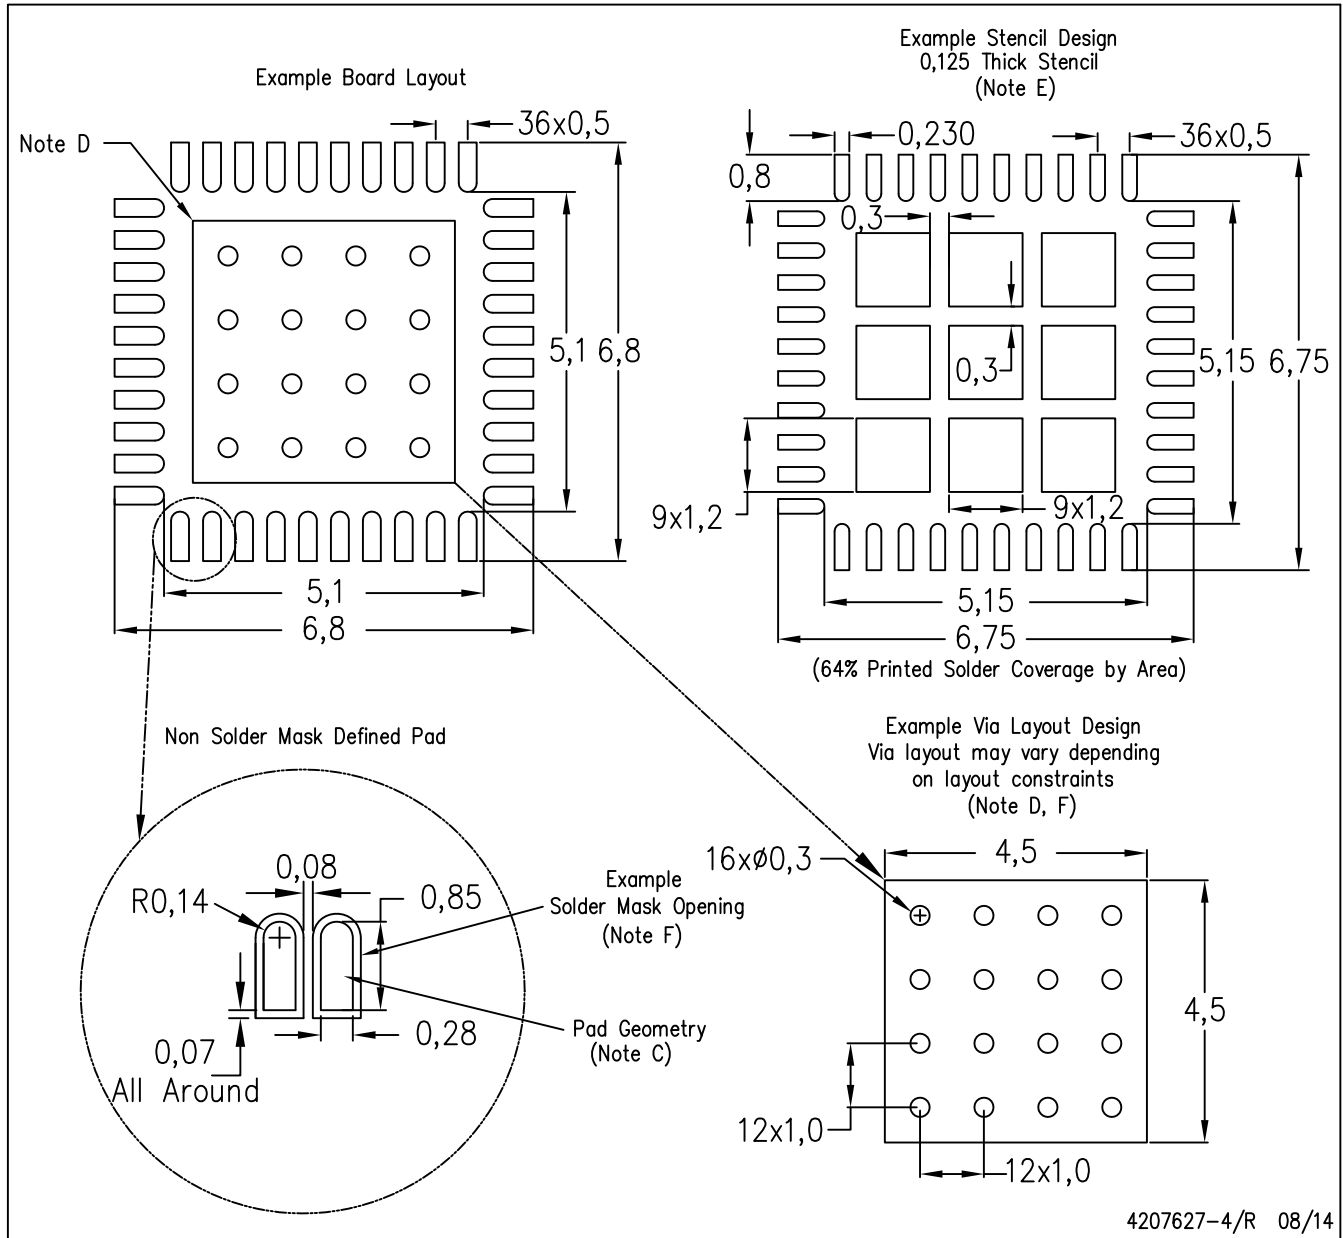 Example Board Layout
Note D
36x0,5
5,1
6,8
5,1
6,8
Example Stencil Design
0,125 Thick Stencil
(Note E)
0,230
36x0,5
0,8
0,3
0,3
5,15
6,75
9x1,2
9x1,2
5,15
6,75
(64% Printed Solder Coverage by Area)
Non Solder Mask Defined Pad
0,08
R0,14
0,85
Example
Solder Mask Opening
(Note F)
0,28
Pad Geometry
(Note C)
0,07
All Around
Example Via Layout Design
Via layout may vary depending
on layout constraints
(Note D, F)
16xø0,3
4,5
4,5
12x1,0
12x1,0
4207627-4/R 08/14